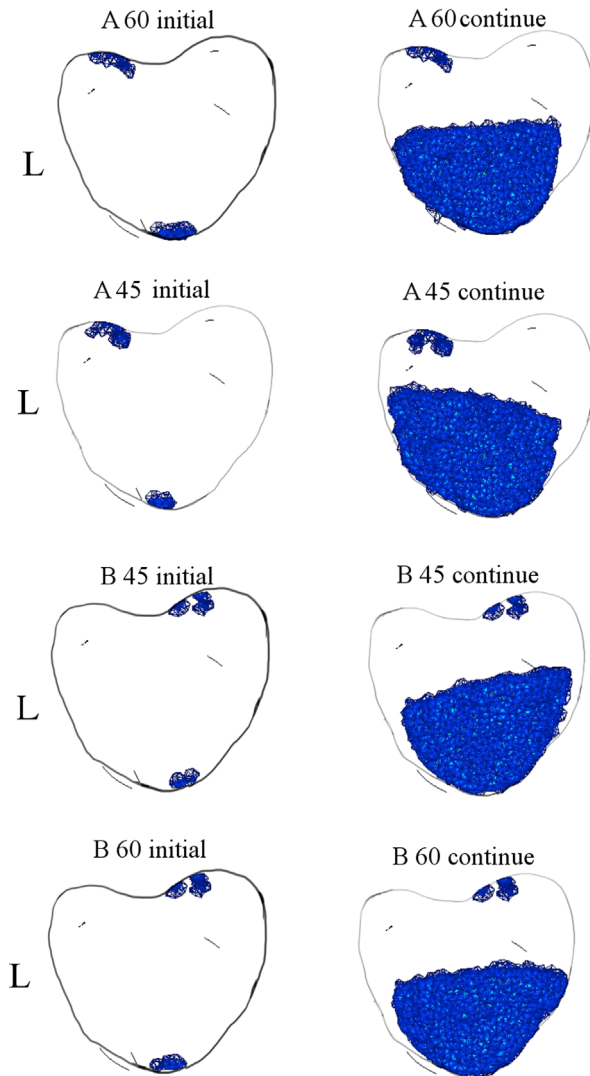 A 60 initial
A 60 continue
L
A 45 initial
A 45 continue
L
B 45 initial
B 45 continue
L
B 60 initial
B 60 continue
L